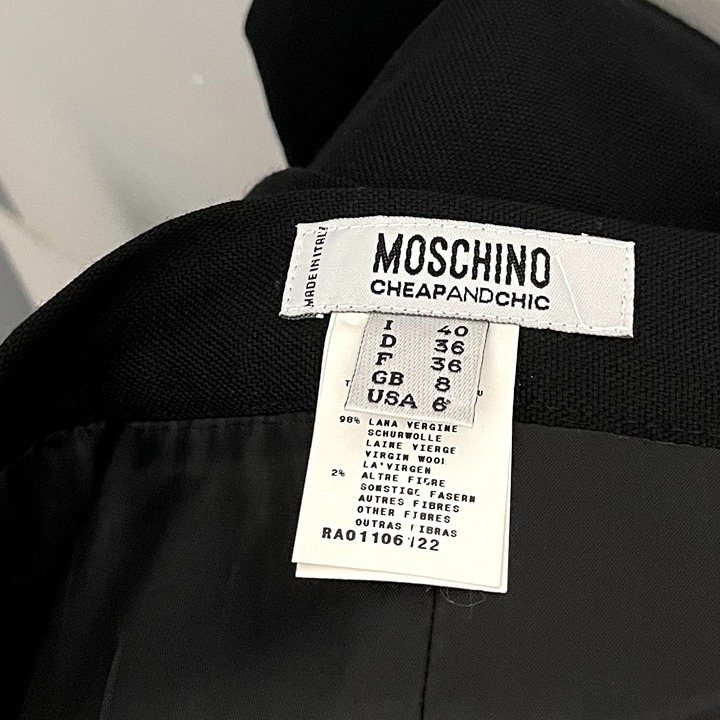 MADE IN ITALY
MOSCHINO
CHEAPANDCHIC
I 40
D 36
F 36
GB 8
USA 6
98% LANA VERGINE
SCHURWOLLE
LAINE VIERGE
VIRGIN WOOL
LA'VIRGEN
2% ALTRE FIBRE
SONSTIGE FASERN
AUTRES FIBRES
OTHER FIBRES
OUTRAS FIBRAS
RA01106122